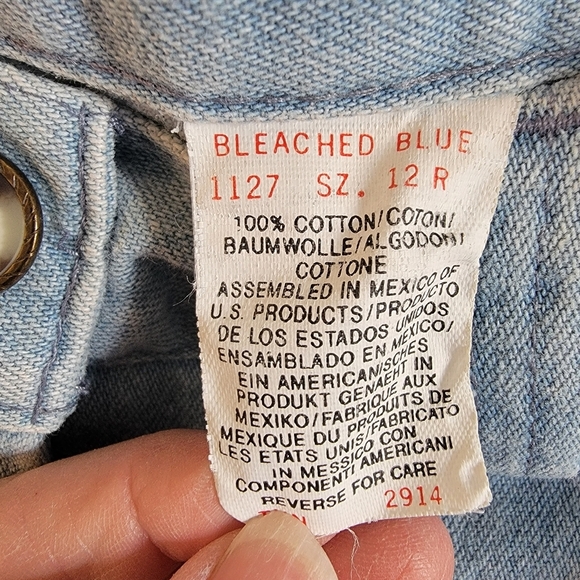 BLEACHED BLUE
1127 SZ. 12 R
100% COTTON/COTON/
BAUMWOLLE/ALGODON/
COTTONE
ASSEMBLED IN MEXICO OF
U.S. PRODUCTS/PRODUCTO
DE LOS ESTADOS UNIDOS
ENSAMBLADO EN MEXICO/
EIN AMERICANISCHES
PRODUKT GENAEHT IN
MEXIKO/FABRIQUE AUX
MEXIQUE DU PRODUITS DE
LES ETATS UNIS/FABRICATO
IN MESSICO CON
COMPONENTI AMERICANI
REVERSE FOR CARE
2914